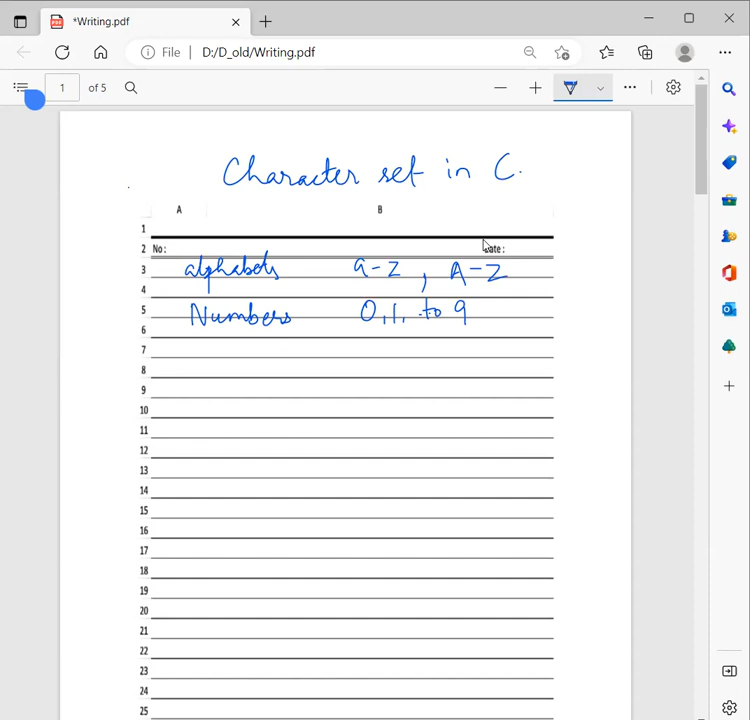 *Writing.pdf
File | D:/D_old/Writing.pdf
1 of 5
Character set in C.
A B
1
2 No: Date:
3 alphabets a-z, A-Z
4
5 Numbers 0,1, .. to 9
6
7
8
9
10
11
12
13
14
15
16
17
18
19
20
21
22
23
24
25